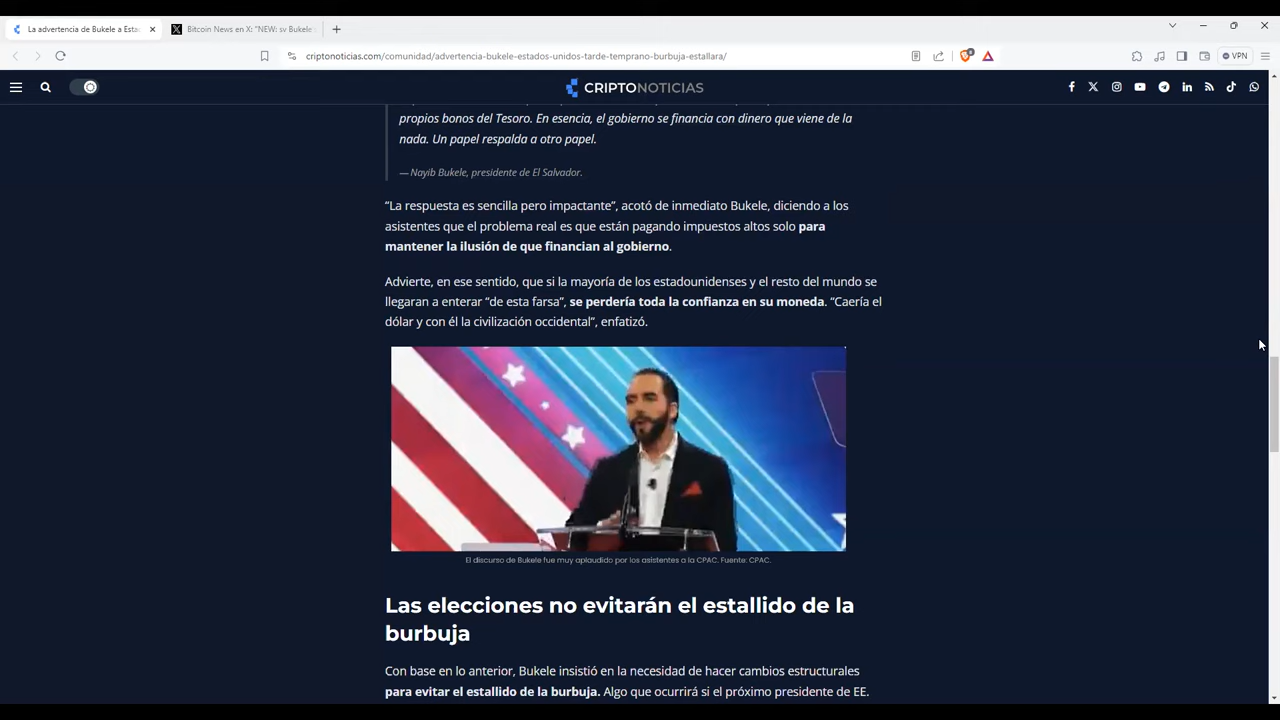 La advertencia de Bukele a Esta
Bitcoin News en X: "NEW: sv Bukele
criptonoticias.com/comunidad/advertencia-bukele-estados-unidos-tarde-temprano-burbuja-estallara/
VPN
CRIPTONOTICIAS
propios bonos del Tesoro. En esencia, el gobierno se financia con dinero que viene de la
nada. Un papel respalda a otro papel.
— Nayib Bukele, presidente de El Salvador.
“La respuesta es sencilla pero impactante”, acotó de inmediato Bukele, diciendo a los
asistentes que el problema real es que están pagando impuestos altos solo para
mantener la ilusión de que financian al gobierno.
Advierte, en ese sentido, que si la mayoría de los estadounidenses y el resto del mundo se
llegaran a enterar “de esta farsa”, se perdería toda la confianza en su moneda. “Caería el
dólar y con él la civilización occidental”, enfatizó.
El discurso de Bukele fue muy aplaudido por los asistentes a la CPAC. Fuente: CPAC.
Las elecciones no evitarán el estallido de la
burbuja
Con base en lo anterior, Bukele insistió en la necesidad de hacer cambios estructurales
para evitar el estallido de la burbuja. Algo que ocurrirá si el próximo presidente de EE.